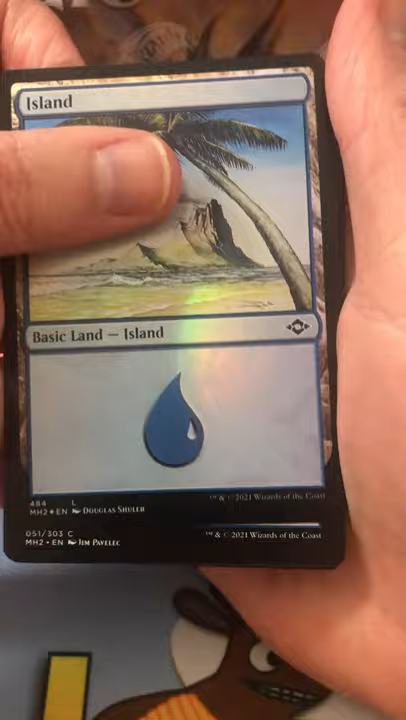 Island
Basic Land — Island
484 L
MH2 ★ EN Douglas Shuler
™ & © 2021 Wizards of the Coast
051/303 C
MH2 • EN Jim Pavelec
™ & © 2021 Wizards of the Coast